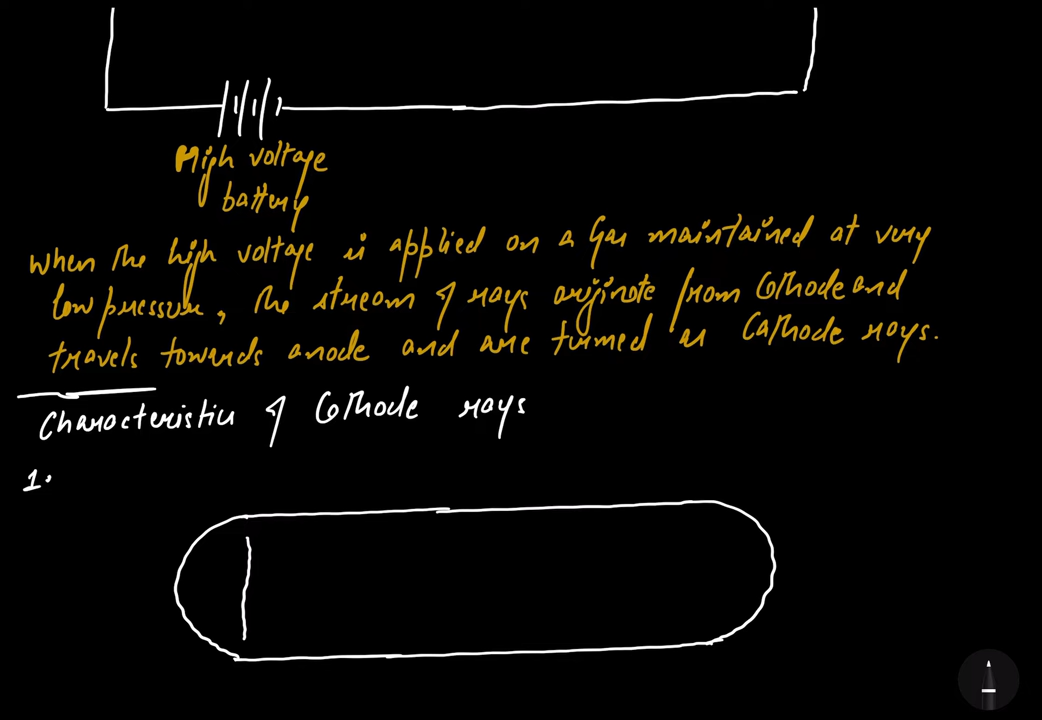 High voltage
battery
When the high voltage is applied on a Gas maintained at very
low pressure, the stream of rays originate from Cathode and
travels towards anode and are turmed as Cathode rays.
Characteristics of Cathode rays
1.